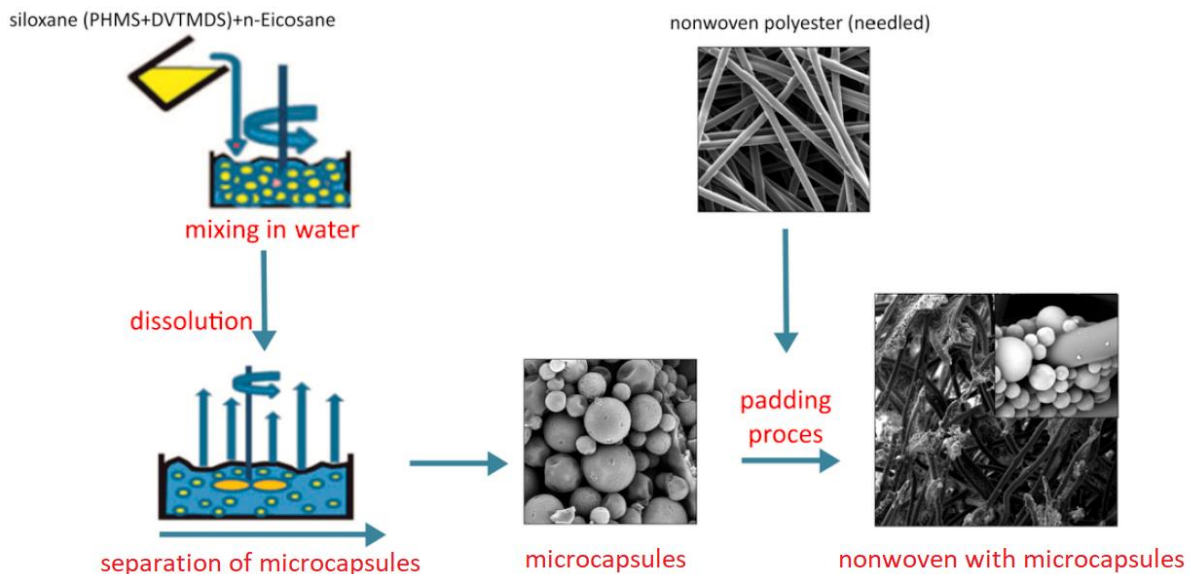 siloxane (PHMS+DVTMDS)+n-Eicosane
nonwoven polyester (needled)
mixing in water
dissolution
padding
proces
separation of microcapsules
microcapsules
nonwoven with microcapsules